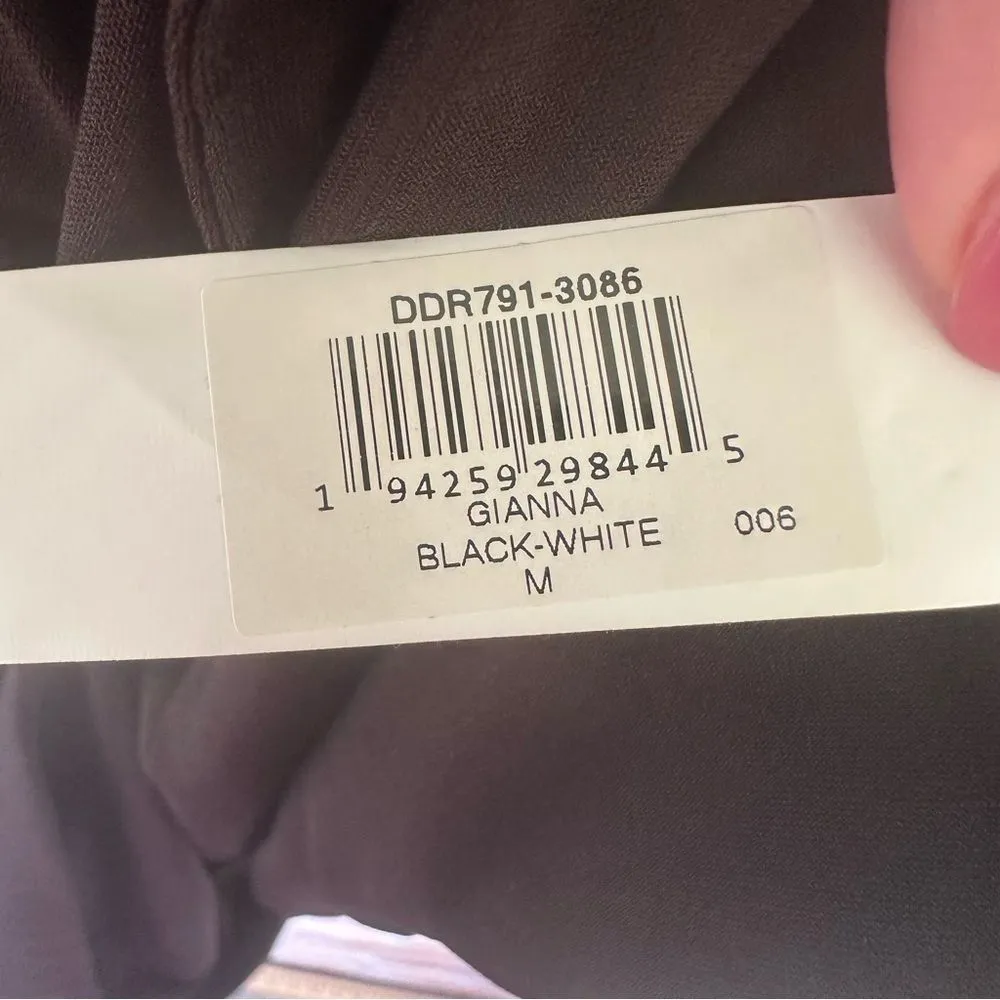 DDR791-3086
1 94259 29844 5
GIANNA
BLACK-WHITE 006
M